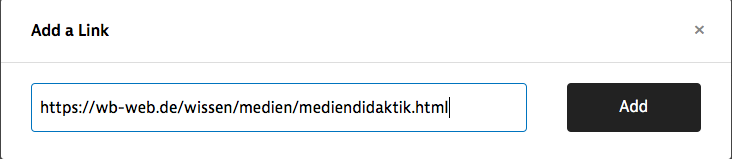 Add a Link
×
https://wb-web.de/wissen/medien/mediendidaktik.html
Add